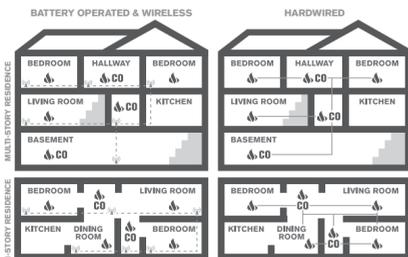 BATTERY OPERATED & WIRELESS
HARDWIRED
MULTI-STORY RESIDENCE
BEDROOM HALLWAY BEDROOM
CO
LIVING ROOM KITCHEN
CO
BASEMENT
CO
BEDROOM HALLWAY BEDROOM
CO
LIVING ROOM KITCHEN
CO
BASEMENT
CO
-STORY RESIDENCE
BEDROOM LIVING ROOM
CO
KITCHEN DINING ROOM BEDROOM
CO
BEDROOM LIVING ROOM
CO
KITCHEN DINING ROOM BEDROOM
CO